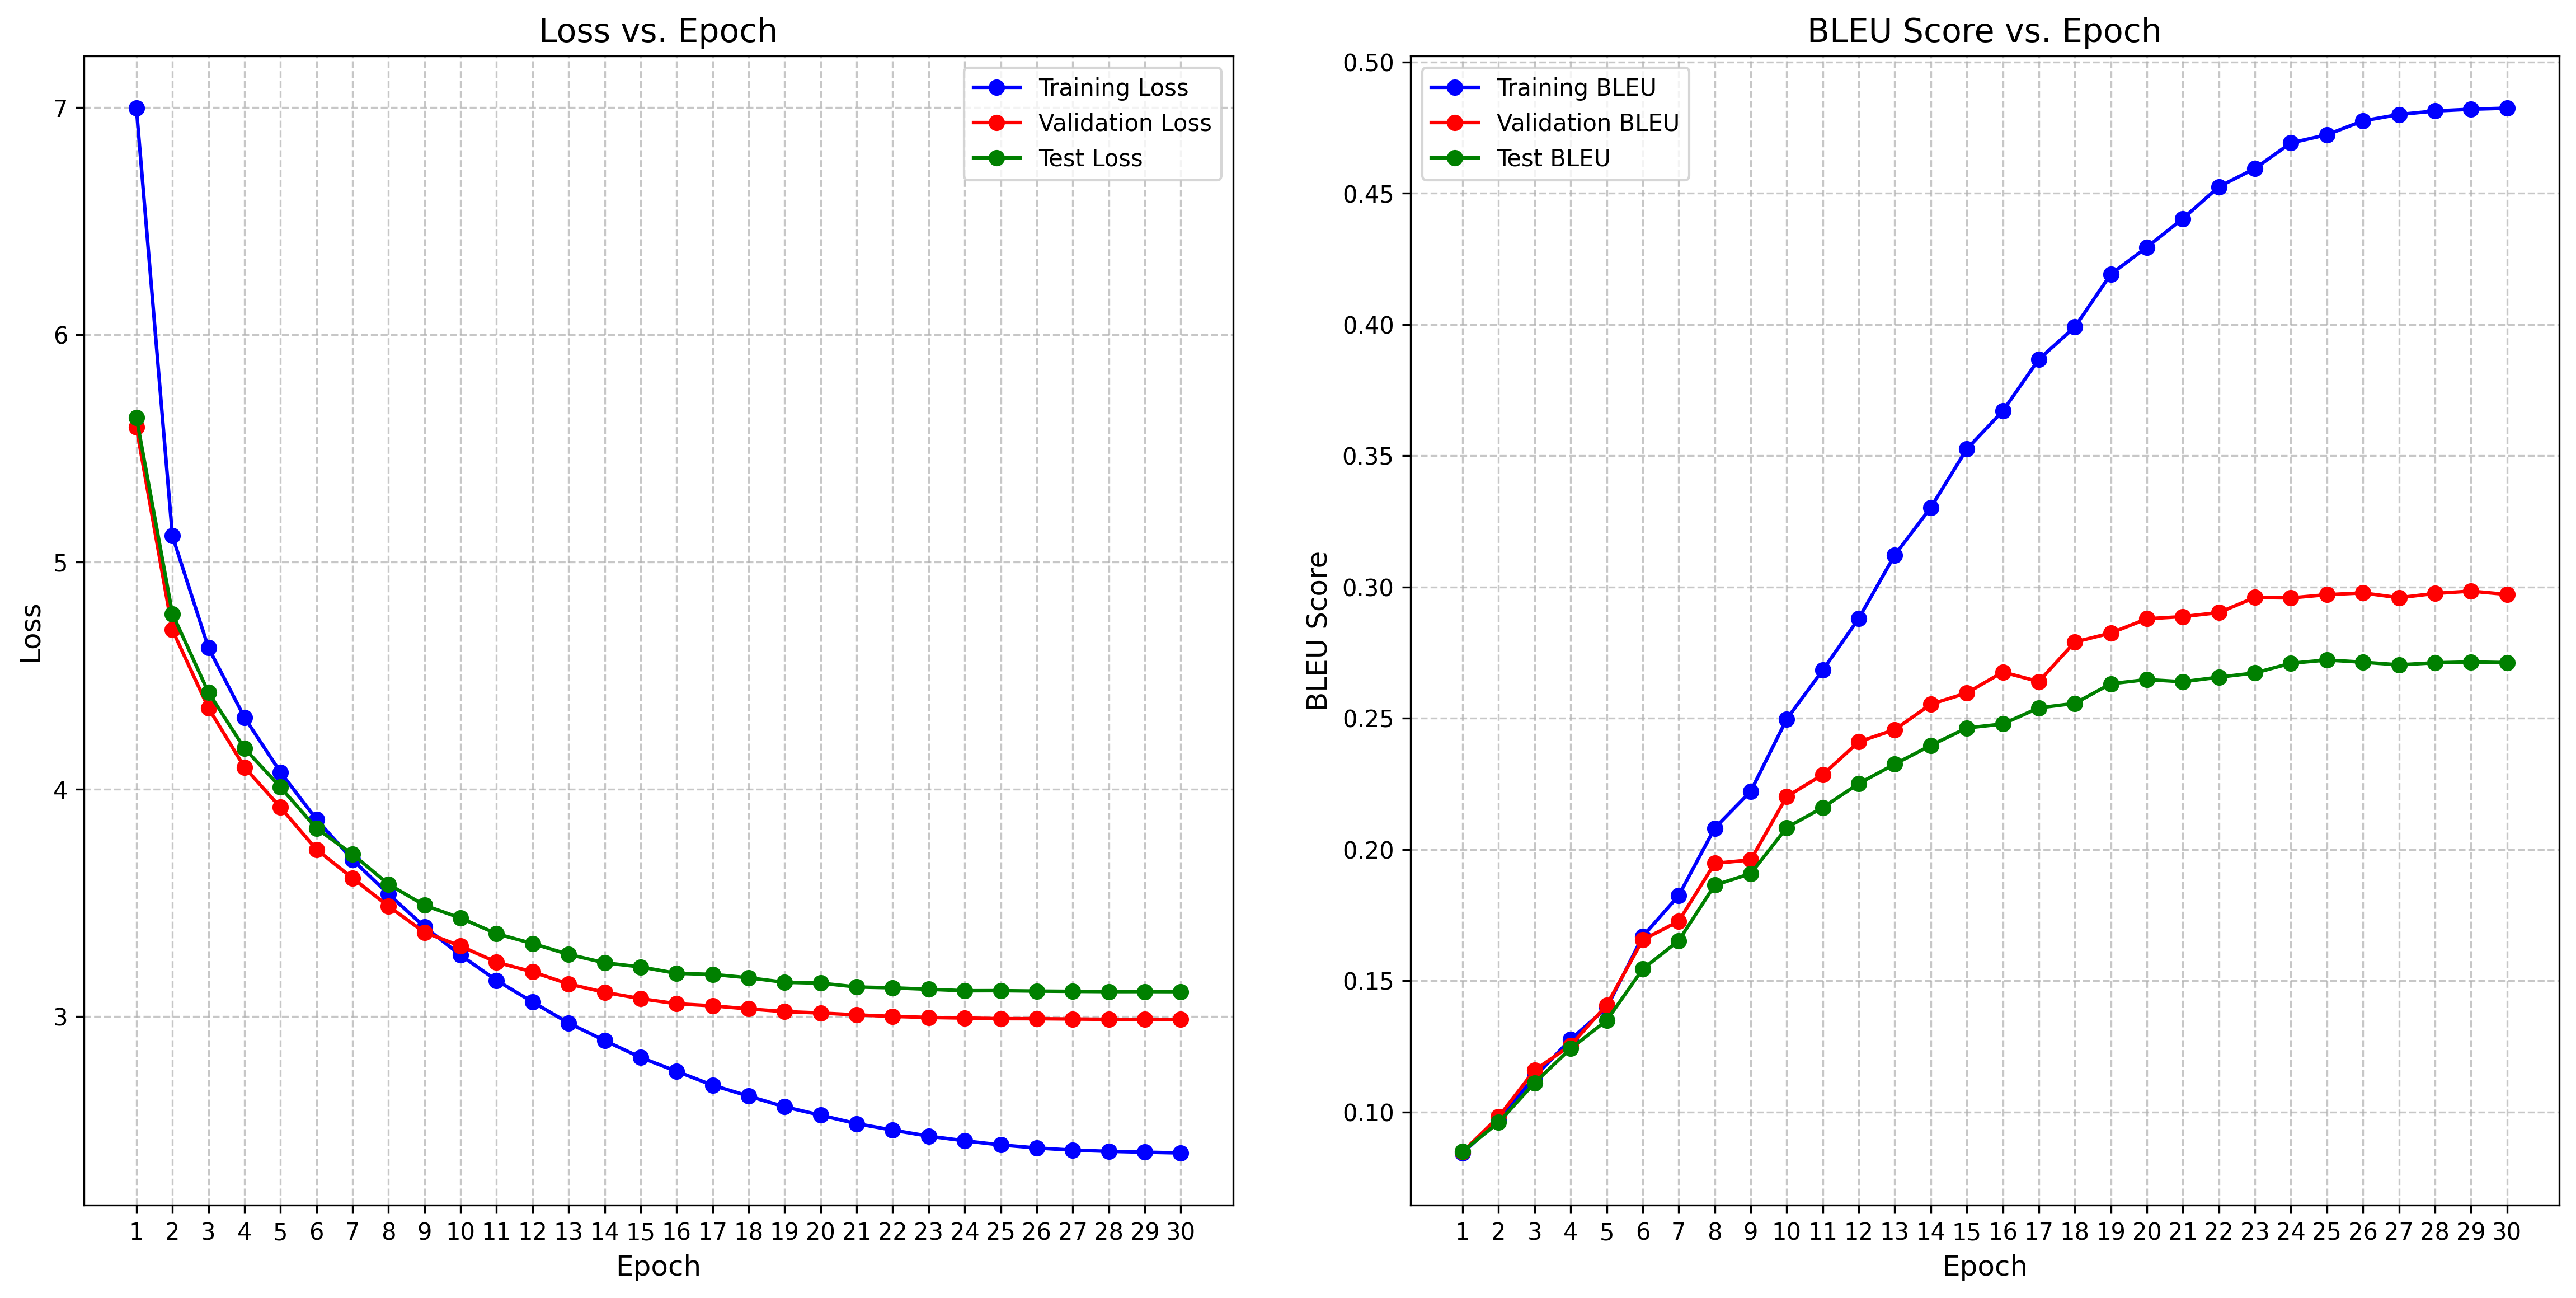 Loss vs. Epoch
7
6
5
4
3
Loss
Training Loss
Validation Loss
Test Loss
1 2 3 4 5 6 7 8 9 10 11 12 13 14 15 16 17 18 19 20 21 22 23 24 25 26 27 28 29 30
Epoch
BLEU Score vs. Epoch
0.50
0.45
0.40
0.35
0.30
0.25
0.20
0.15
0.10
BLEU Score
Training BLEU
Validation BLEU
Test BLEU
1 2 3 4 5 6 7 8 9 10 11 12 13 14 15 16 17 18 19 20 21 22 23 24 25 26 27 28 29 30
Epoch